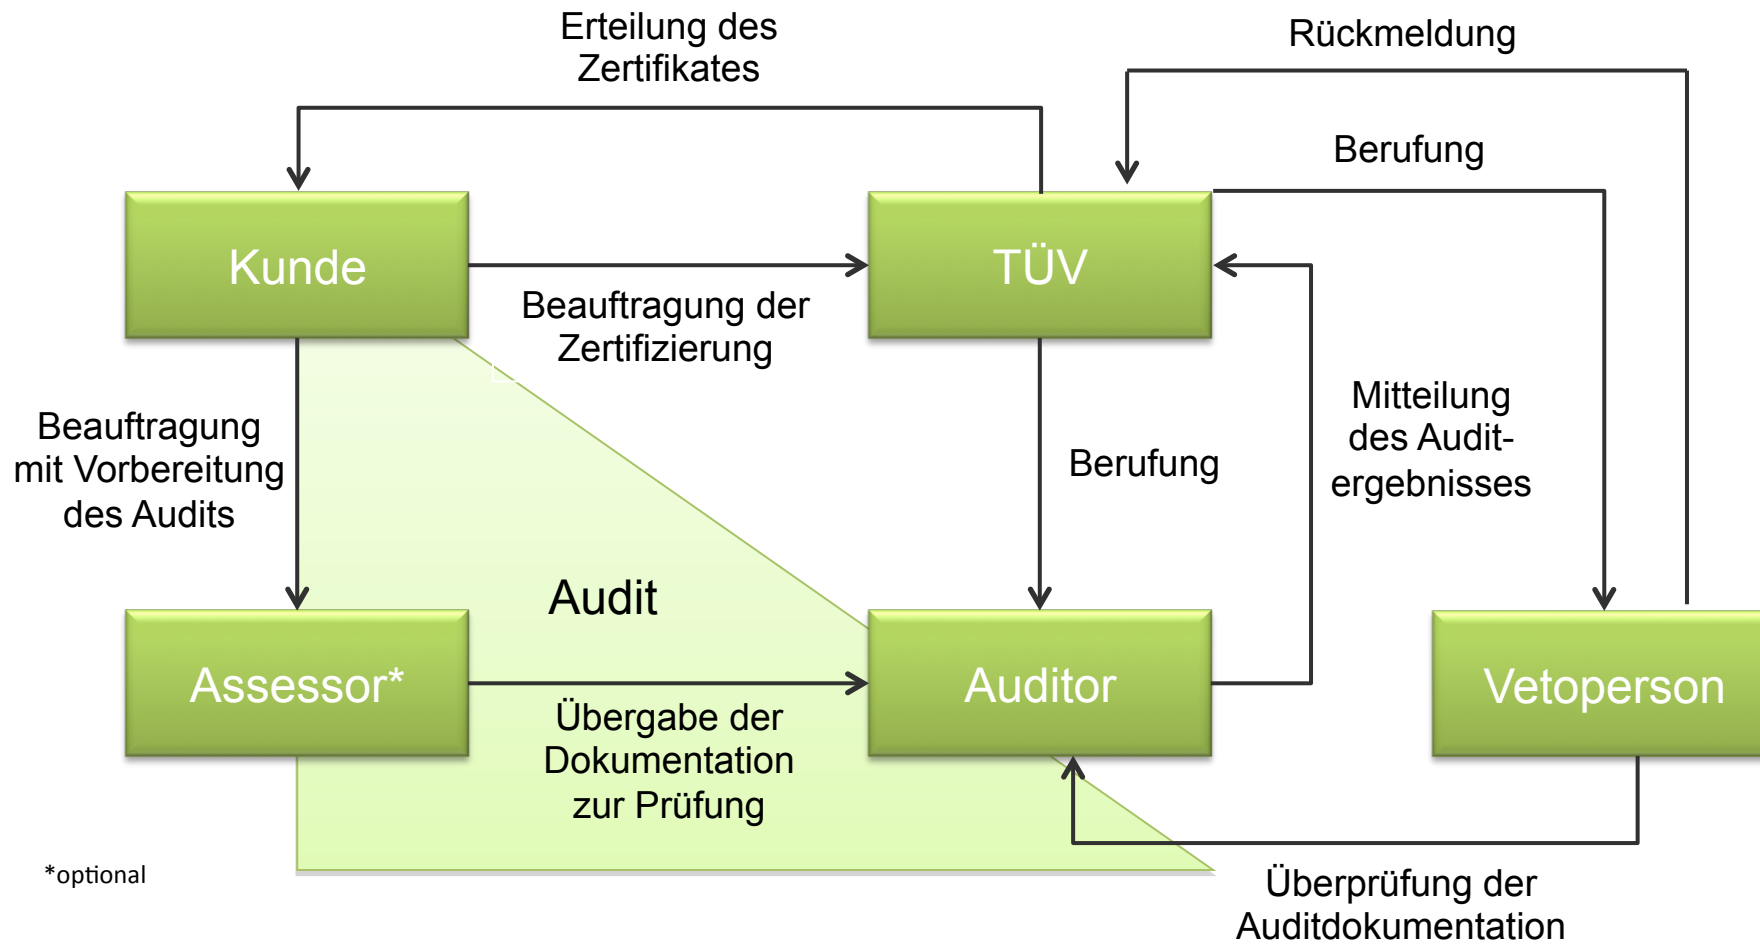 Erteilung des
Zertifikates
Rückmeldung
Berufung
Kunde
TÜV
Beauftragung der
Zertifizierung
Beauftragung
mit Vorbereitung
des Audits
Berufung
Mitteilung
des Audit-
ergebnisses
Audit
Assessor*
Auditor
Vetoperson
Übergabe der
Dokumentation
zur Prüfung
*optional
Überprüfung der
Auditdokumentation